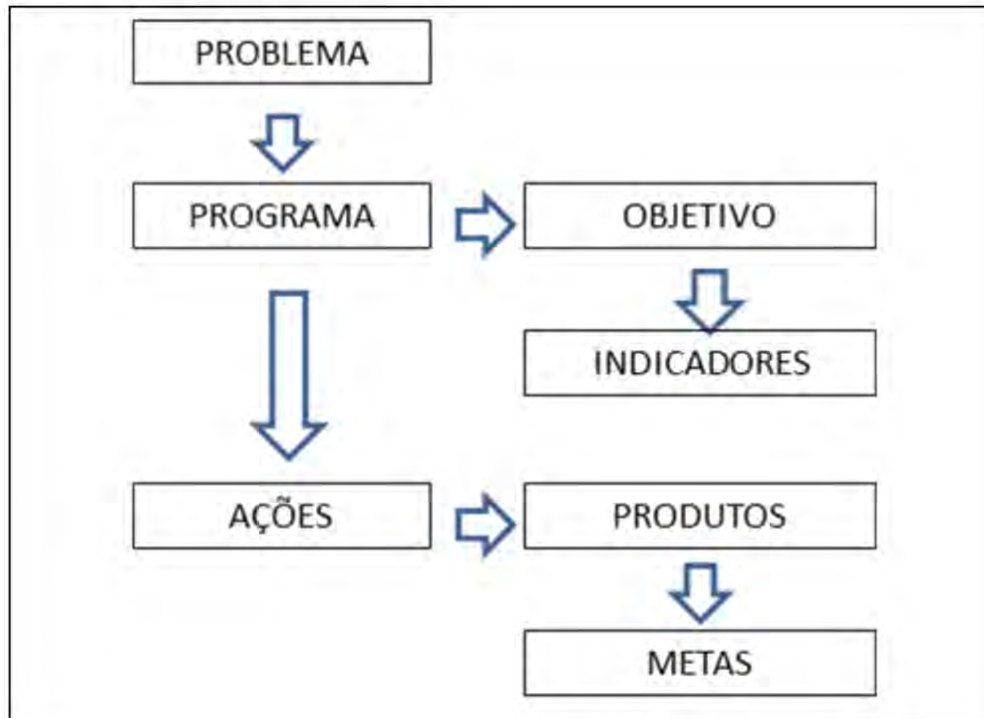 PROBLEMA
PROGRAMA
OBJETIVO
INDICADORES
AÇÕES
PRODUTOS
METAS